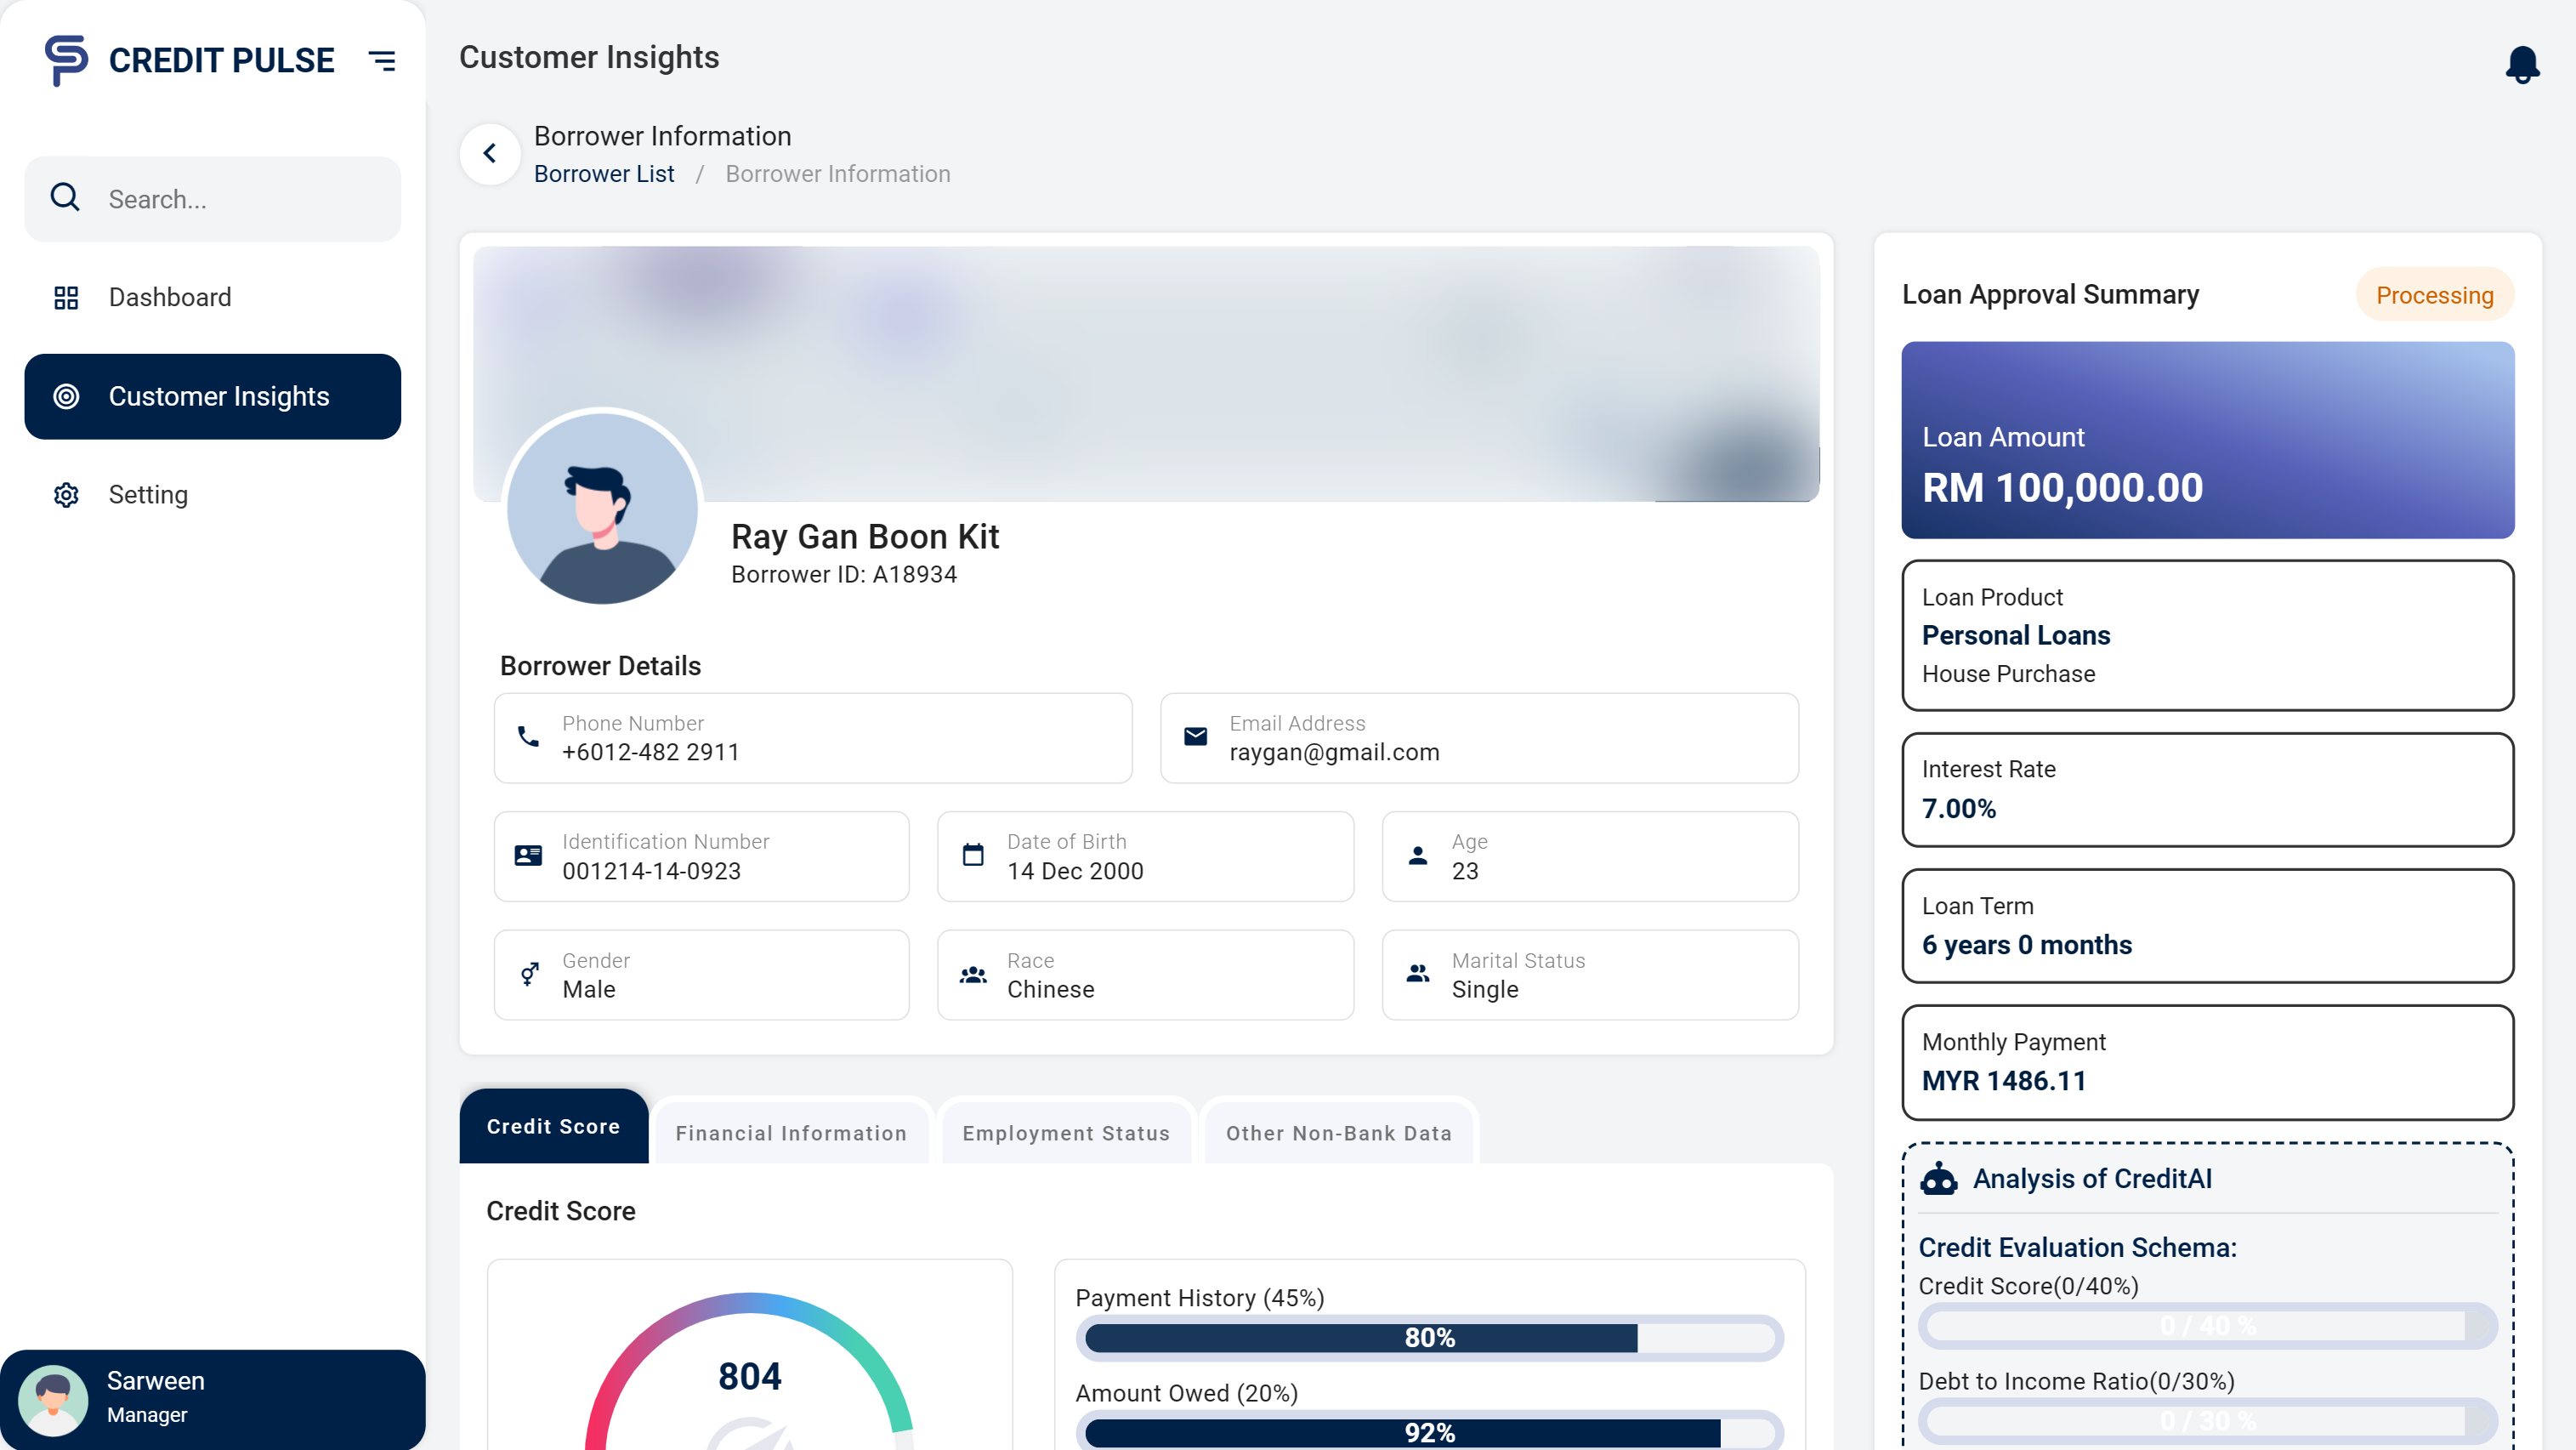 CREDIT PULSE
Search...
Dashboard
Customer Insights
Setting
Sarween
Manager
Customer Insights
Borrower Information
Borrower List / Borrower Information
Ray Gan Boon Kit
Borrower ID: A18934
Borrower Details
Phone Number
+6012-482 2911
Email Address
raygan@gmail.com
Identification Number
001214-14-0923
Date of Birth
14 Dec 2000
Age
23
Gender
Male
Race
Chinese
Marital Status
Single
Credit Score
Financial Information
Employment Status
Other Non-Bank Data
Credit Score
804
Payment History (45%)
80%
Amount Owed (20%)
92%
Loan Approval Summary
Processing
Loan Amount
RM 100,000.00
Loan Product
Personal Loans
House Purchase
Interest Rate
7.00%
Loan Term
6 years 0 months
Monthly Payment
MYR 1486.11
Analysis of CreditAI
Credit Evaluation Schema:
Credit Score(0/40%)
0 / 40 %
Debt to Income Ratio(0/30%)
0 / 30 %